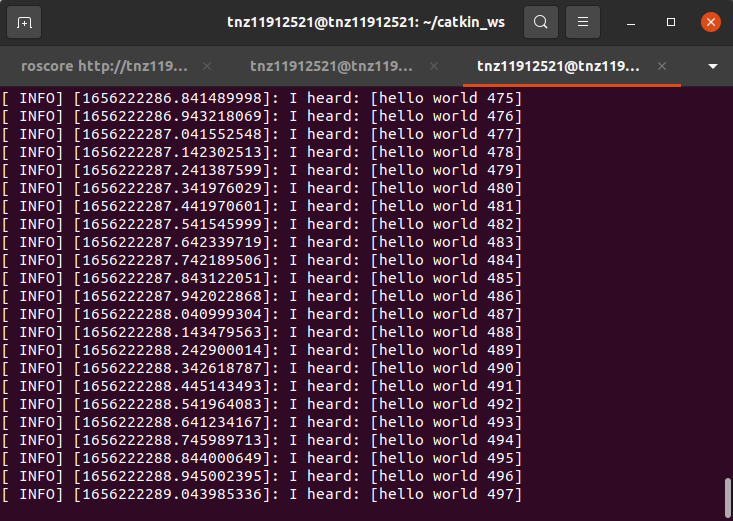 tnz11912521@tnz11912521: ~/catkin_ws
roscore http://tnz119...
tnz11912521@tnz119...
tnz11912521@tnz119...
[ INFO] [1656222286.841489998]: I heard: [hello world 475]
[ INFO] [1656222286.943218069]: I heard: [hello world 476]
[ INFO] [1656222287.041552548]: I heard: [hello world 477]
[ INFO] [1656222287.142302513]: I heard: [hello world 478]
[ INFO] [1656222287.241387599]: I heard: [hello world 479]
[ INFO] [1656222287.341976029]: I heard: [hello world 480]
[ INFO] [1656222287.441970601]: I heard: [hello world 481]
[ INFO] [1656222287.541545999]: I heard: [hello world 482]
[ INFO] [1656222287.642339719]: I heard: [hello world 483]
[ INFO] [1656222287.742189506]: I heard: [hello world 484]
[ INFO] [1656222287.843122051]: I heard: [hello world 485]
[ INFO] [1656222287.942022868]: I heard: [hello world 486]
[ INFO] [1656222288.040999304]: I heard: [hello world 487]
[ INFO] [1656222288.143479563]: I heard: [hello world 488]
[ INFO] [1656222288.242900014]: I heard: [hello world 489]
[ INFO] [1656222288.342618787]: I heard: [hello world 490]
[ INFO] [1656222288.445143493]: I heard: [hello world 491]
[ INFO] [1656222288.541964083]: I heard: [hello world 492]
[ INFO] [1656222288.641234167]: I heard: [hello world 493]
[ INFO] [1656222288.745989713]: I heard: [hello world 494]
[ INFO] [1656222288.844000649]: I heard: [hello world 495]
[ INFO] [1656222288.945002395]: I heard: [hello world 496]
[ INFO] [1656222289.043985336]: I heard: [hello world 497]